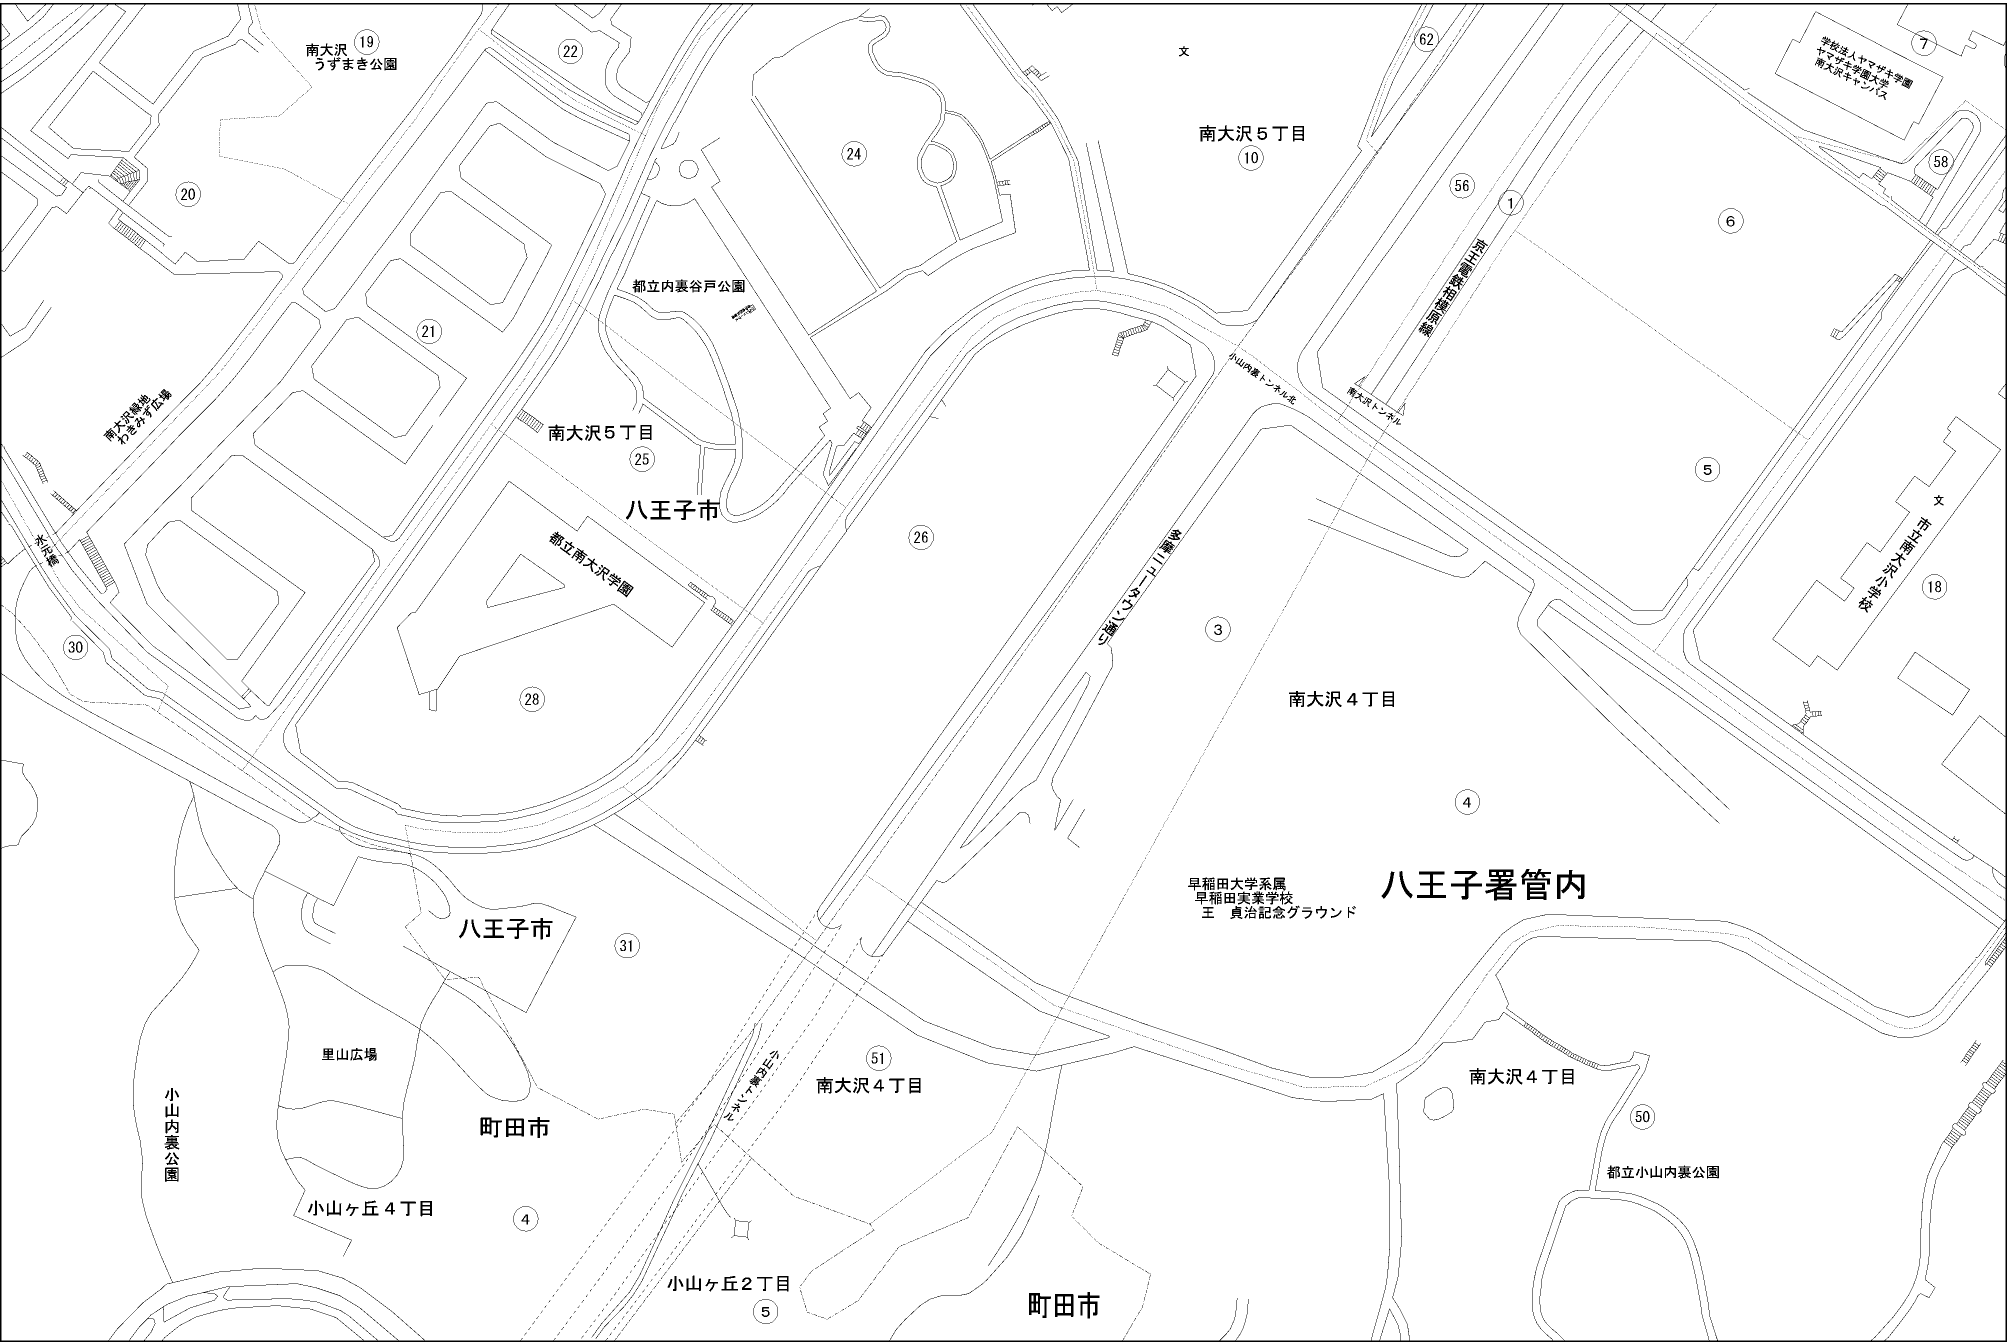 南大沢
うずまき公園
19
22
62
7
学校法人ヤマザキ学園
ヤマザキ学園大学
南大沢キャンパス
文
南大沢５丁目
10
24
20
56
1
58
6
都立内裏谷戸公園
京王電鉄相模原線
21
小山内裏トンネル北
南大沢トンネル
南大沢緑地
わきみず広場
南大沢５丁目
25
八王子市
5
文
市立南大沢小学校
18
水沢橋
都立南大沢学園
26
多摩ニュータウン通り
3
30
28
南大沢４丁目
4
早稲田大学系属
早稲田実業学校
王　貞治記念グラウンド
八王子署管内
八王子市
31
里山広場
小山内裏トンネル
51
南大沢４丁目
南大沢４丁目
50
小山内裏公園
町田市
都立小山内裏公園
小山ヶ丘４丁目
4
小山ヶ丘２丁目
5
町田市